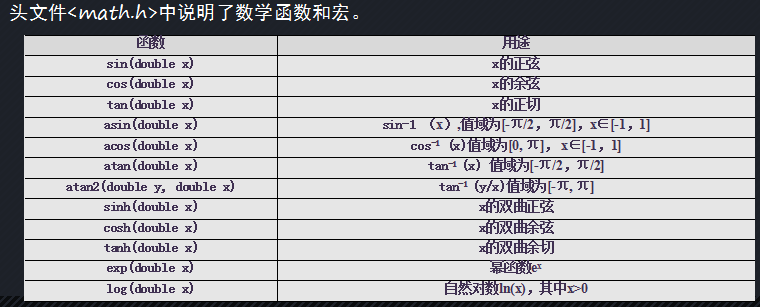 头文件<math.h>中说明了数学函数和宏。
函数 用途
sin(double x) x的正弦
cos(double x) x的余弦
tan(double x) x的正切
asin(double x) sin-1 （x）,值域为[-π/2，π/2]，x∈[-1，1]
acos(double x) cos⁻¹ (x)值域为[0, π]， x∈[-1，1]
atan(double x) tan⁻¹ (x) 值域为[-π/2，π/2]
atan2(double y, double x) tan⁻¹ (y/x)值域为[-π, π]
sinh(double x) x的双曲正弦
cosh(double x) x的双曲余弦
tanh(double x) x的双曲余切
exp(double x) 幂函数eˣ
log(double x) 自然对数ln(x)，其中x>0